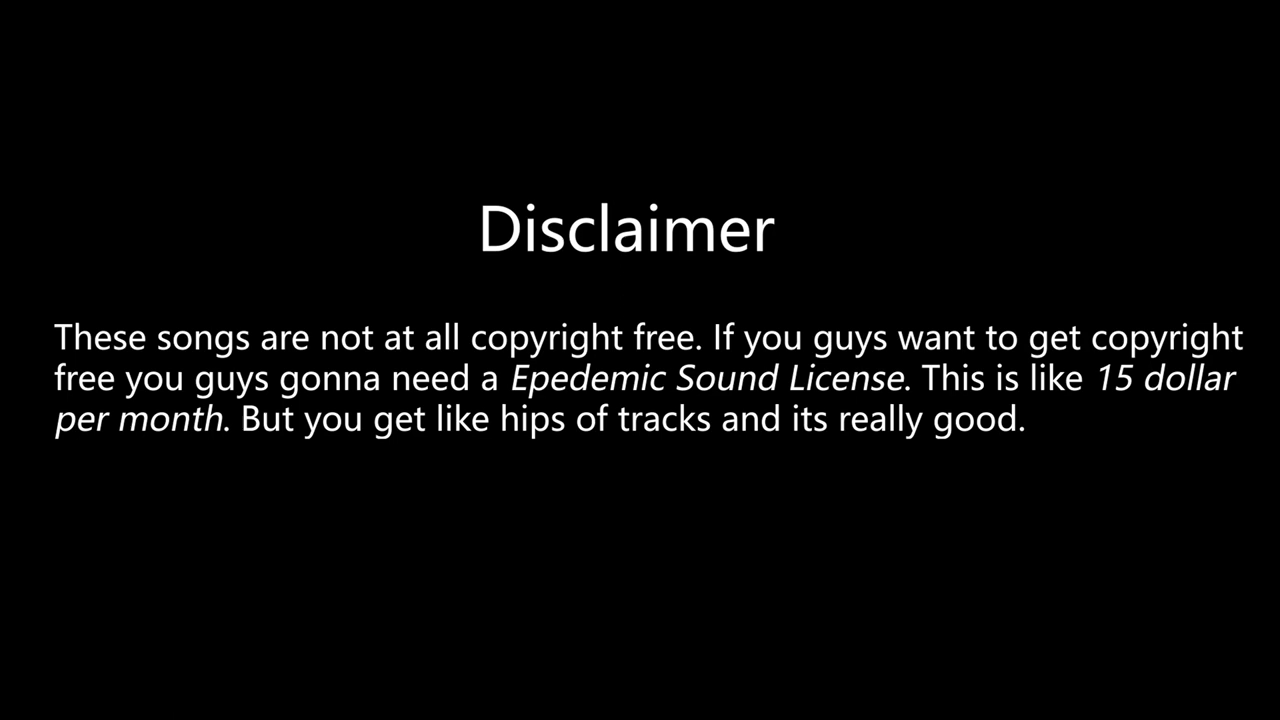 Disclaimer
These songs are not at all copyright free. If you guys want to get copyright
free you guys gonna need a Epedemic Sound License. This is like 15 dollar
per month. But you get like hips of tracks and its really good.